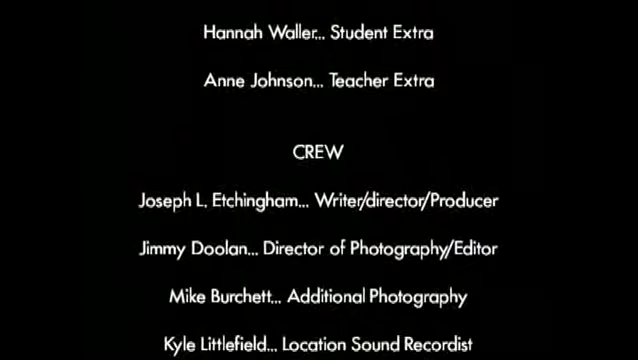 Hannah Waller... Student Extra
Anne Johnson... Teacher Extra
CREW
Joseph L. Etchingham... Writer/director/Producer
Jimmy Doolan... Director of Photography/Editor
Mike Burchett... Additional Photography
Kyle Littlefield... Location Sound Recordist